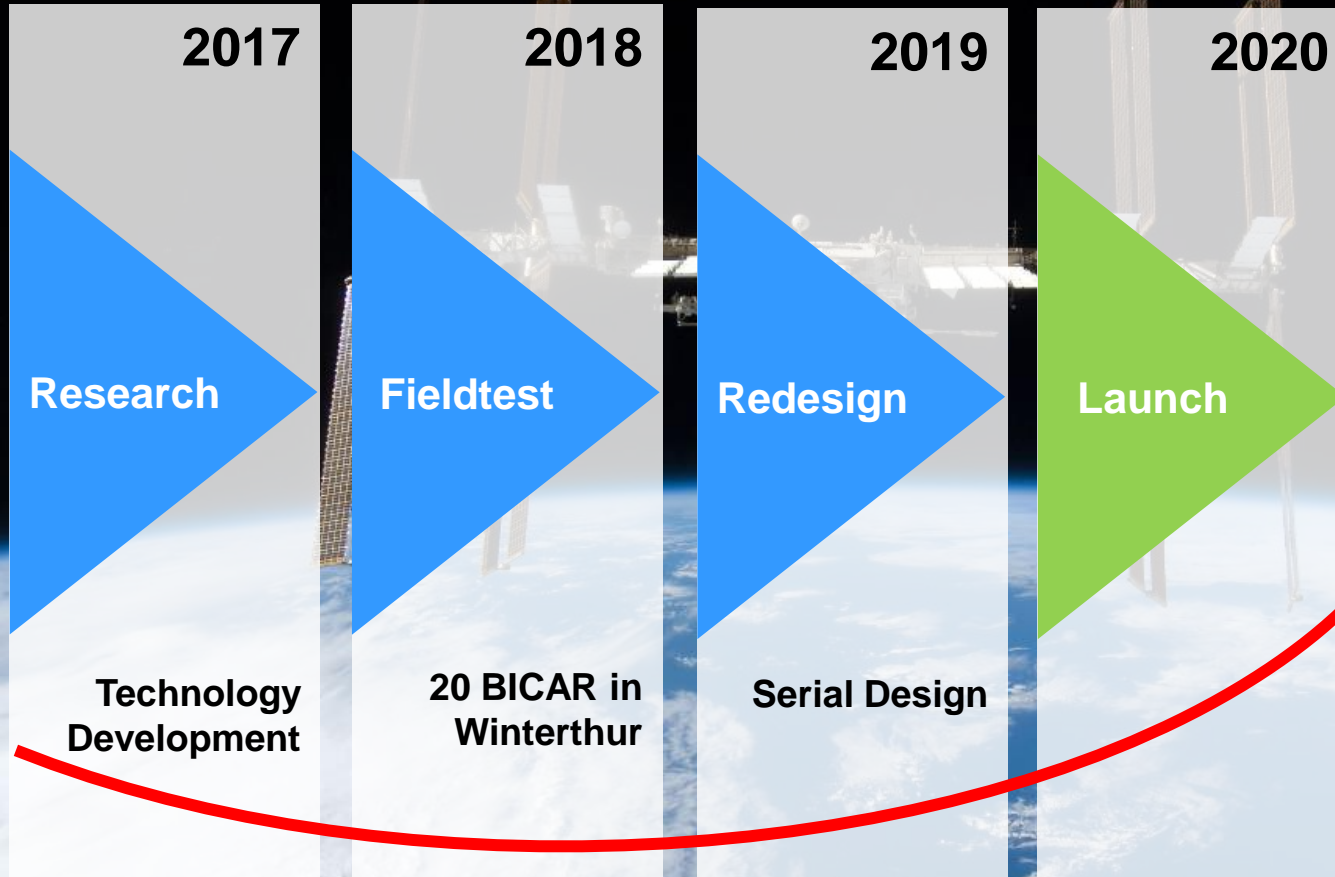 2017
2018
2019
2020
Research
Fieldtest
Redesign
Launch
Technology
Development
20 BICAR in
Winterthur
Serial Design